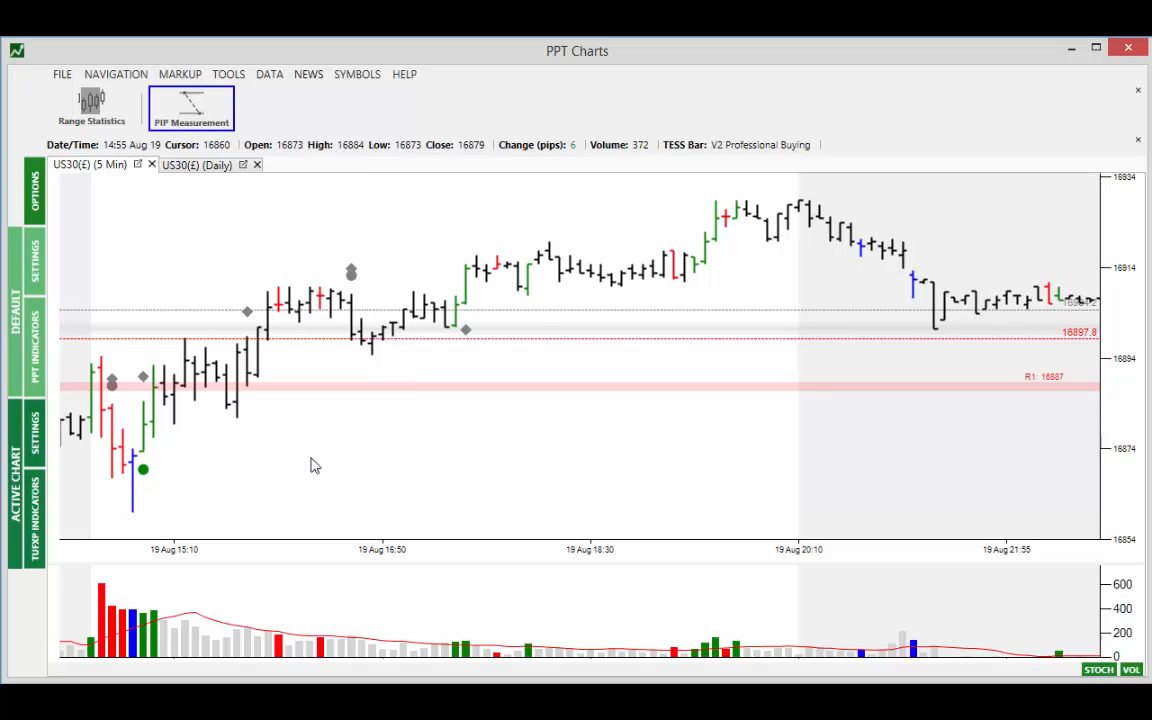 PPT Charts
FILE NAVIGATION MARKUP TOOLS DATA NEWS SYMBOLS HELP
Range Statistics
PIP Measurement
Date/Time: 14:55 Aug 19 Cursor: 16860 Open: 16873 High: 16884 Low: 16873 Close: 16879 Change (pips): 6 Volume: 372 TESS Bar: V2 Professional Buying
US30(£) (5 Min)
US30(£) (Daily)
OPTIONS
DEFAULT
SETTINGS
PPT INDICATORS
ACTIVE CHART
SETTINGS
TUFXP INDICATORS
16934
16914
16897.8
16894
R1: 16887
16874
16854
19 Aug 15:10
19 Aug 16:50
19 Aug 18:30
19 Aug 20:10
19 Aug 21:55
600
400
200
0
STOCH
VOL